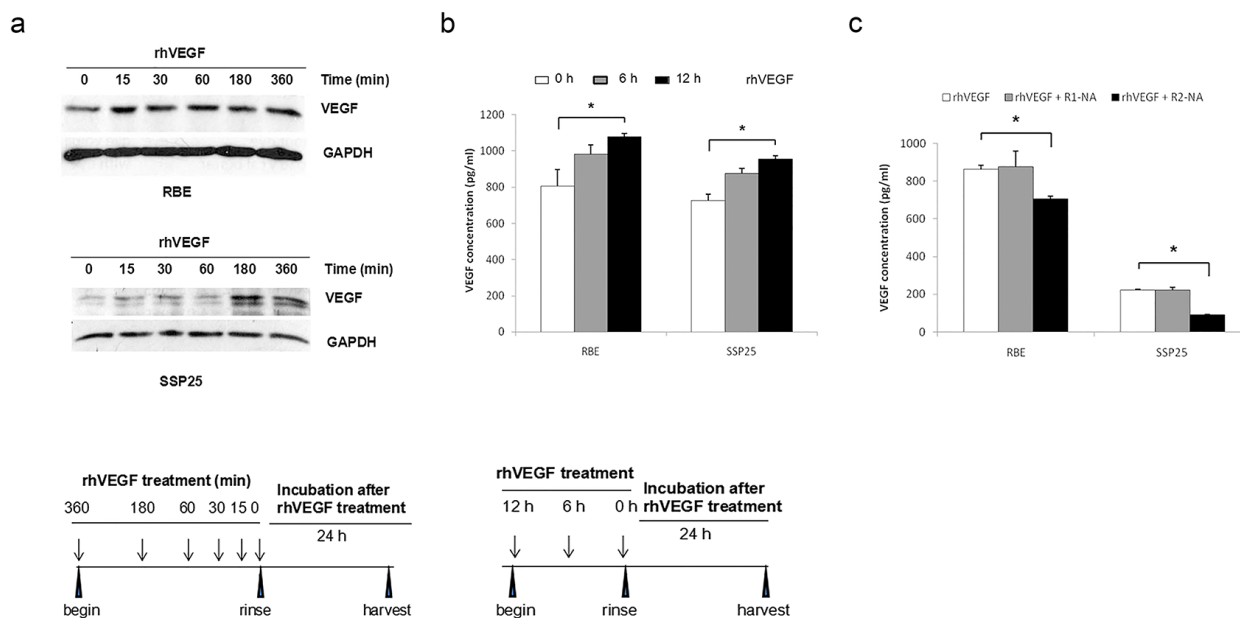 a
rhVEGF
0 15 30 60 180 360 Time (min)
VEGF
GAPDH
RBE
rhVEGF
0 15 30 60 180 360 Time (min)
VEGF
GAPDH
SSP25
rhVEGF treatment (min)
360 180 60 30 15 0
Incubation after
rhVEGF treatment
24 h
begin rinse harvest
b
0 h 6 h 12 h rhVEGF
VEGF concentration (pg/ml)
1200
1000
800
600
400
200
0
*
*
RBE SSP25
rhVEGF treatment
12 h 6 h 0 h
Incubation after
rhVEGF treatment
24 h
begin rinse harvest
c
rhVEGF rhVEGF + R1-NA rhVEGF + R2-NA
VEGF concentration (pg/ml)
1000
800
600
400
200
0
*
*
RBE SSP25